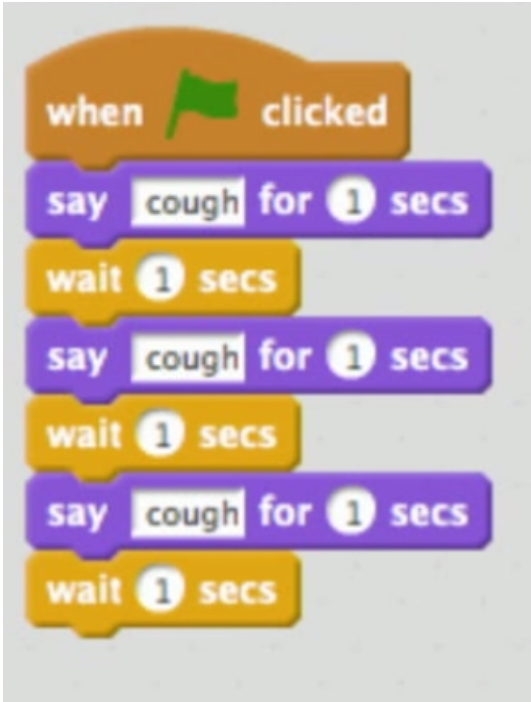 when clicked
say cough for 1 secs
wait 1 secs
say cough for 1 secs
wait 1 secs
say cough for 1 secs
wait 1 secs